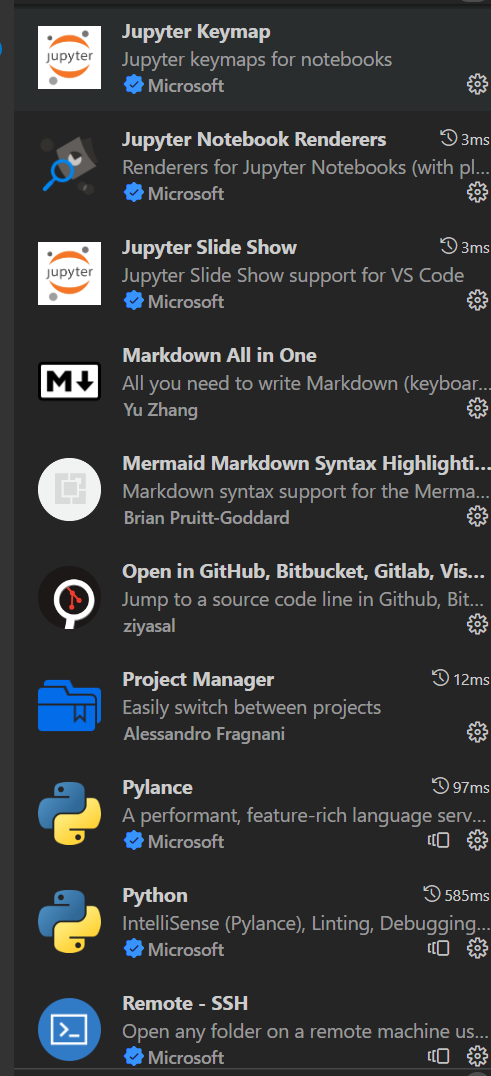 jupyter
Jupyter Keymap
Jupyter keymaps for notebooks
Microsoft
Jupyter Notebook Renderers 3ms
Renderers for Jupyter Notebooks (with pl...
Microsoft
jupyter
Jupyter Slide Show 3ms
Jupyter Slide Show support for VS Code
Microsoft
M
Markdown All in One
All you need to write Markdown (keyboar...
Yu Zhang
Mermaid Markdown Syntax Highlighti...
Markdown syntax support for the Merma...
Brian Pruitt-Goddard
Open in GitHub, Bitbucket, Gitlab, Vis...
Jump to a source code line in Github, Bit...
ziyasal
Project Manager 12ms
Easily switch between projects
Alessandro Fragnani
Pylance 97ms
A performant, feature-rich language serv...
Microsoft
Python 585ms
IntelliSense (Pylance), Linting, Debugging...
Microsoft
Remote - SSH
Open any folder on a remote machine us...
Microsoft